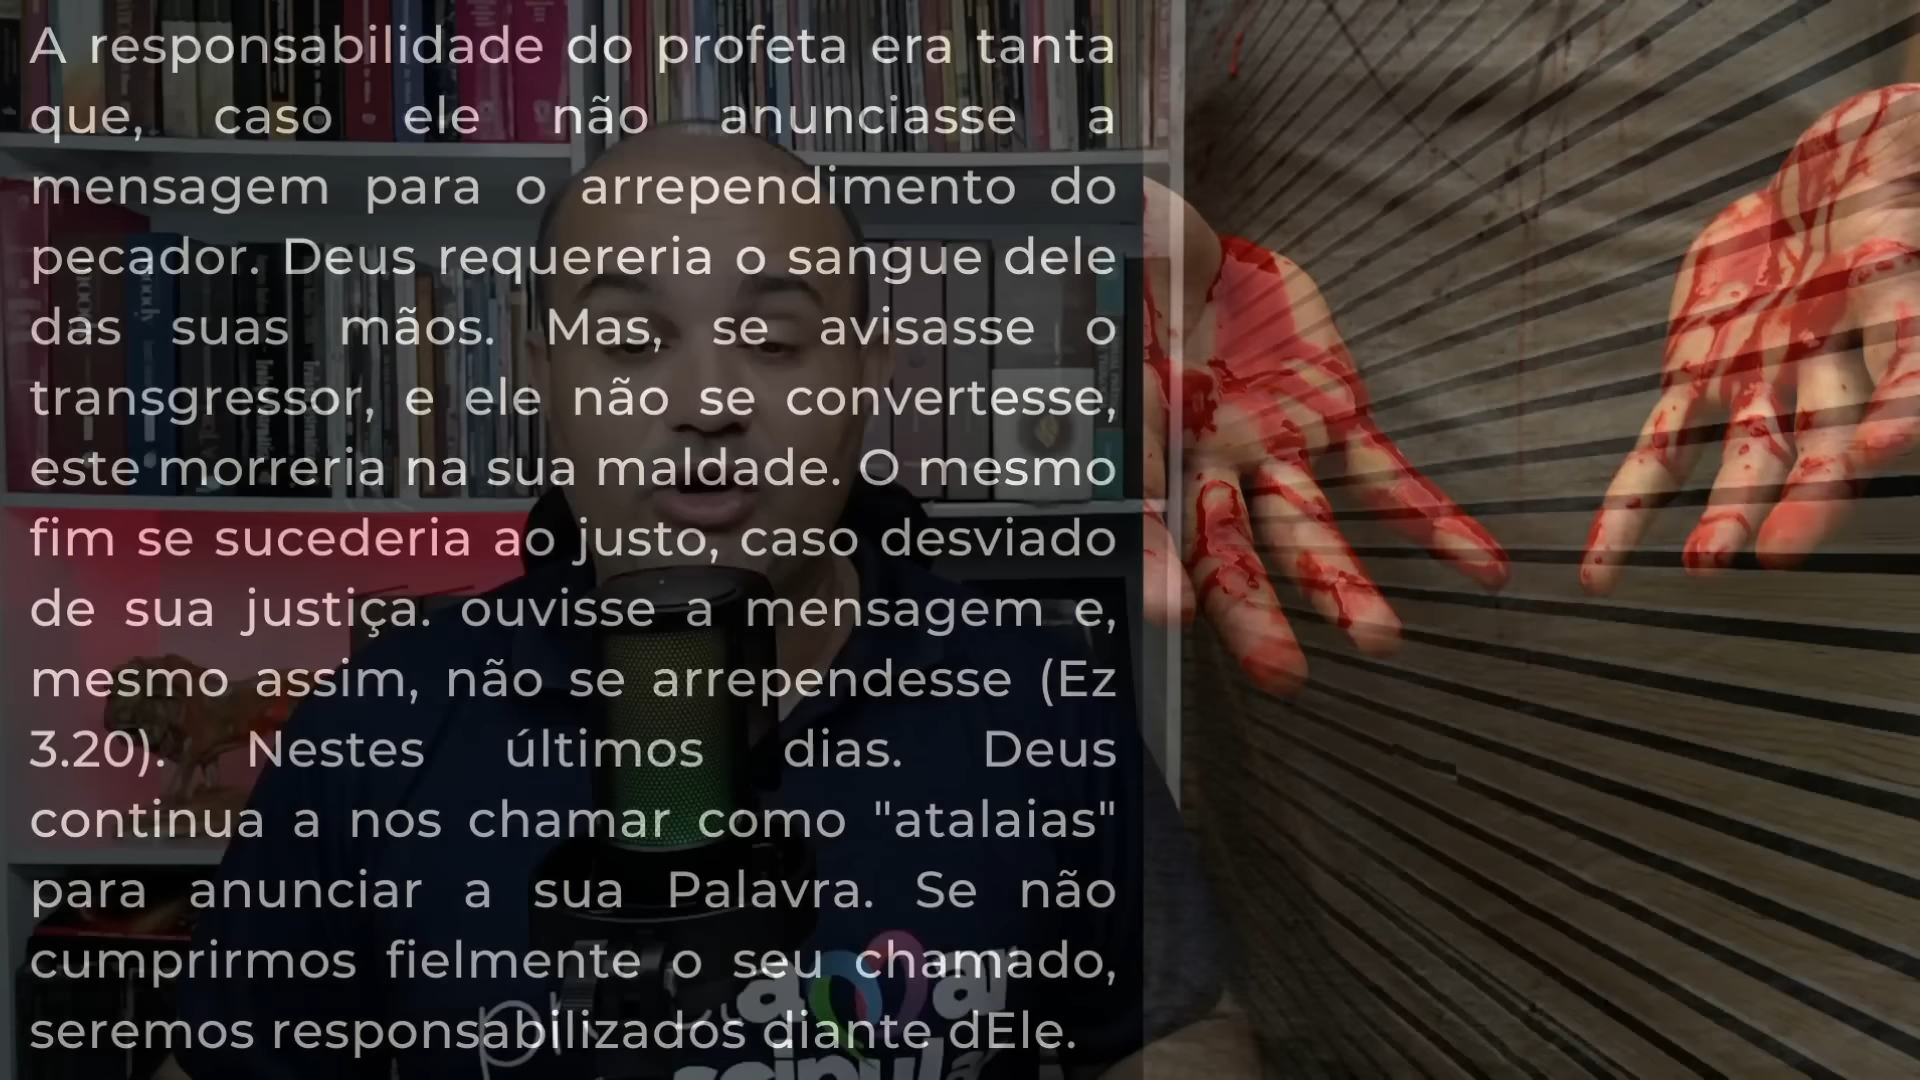 A responsabilidade do profeta era tanta
que, caso ele não anunciasse a
mensagem para o arrependimento do
pecador. Deus requereria o sangue dele
das suas mãos. Mas, se avisasse o
transgressor, e ele não se convertesse,
este morreria na sua maldade. O mesmo
fim se sucederia ao justo, caso desviado
de sua justiça. ouvisse a mensagem e,
mesmo assim, não se arrependesse (Ez
3.20). Nestes últimos dias. Deus
continua a nos chamar como "atalaias"
para anunciar a sua Palavra. Se não
cumprirmos fielmente o seu chamado,
seremos responsabilizados diante dEle.